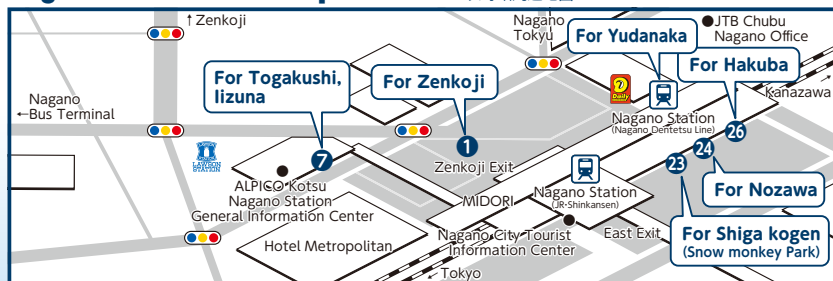 ↑Zenkoji
Nagano
Tokyu
JTB Chubu
Nagano Office
For Yudanaka
For Hakuba
For Togakushi,
Iizuna
For Zenkoji
Kanazawa
Nagano
←Bus Terminal
Daily
Nagano Station
(Nagano Dentetsu Line)
26
1
24
7
23
LAWSON
STATION
Zenkoji Exit
For Nozawa
ALPICO Kotsu
Nagano Station
General Information Center
MIDORI
Nagano Station
(JR-Shinkansen)
For Shiga kogen
(Snow monkey Park)
Hotel Metropolitan
Nagano City Tourist
Information Center
East Exit
←Tokyo